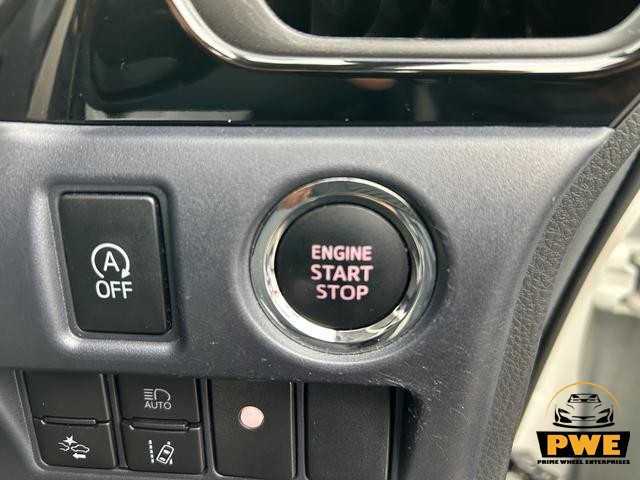 A
OFF
ENGINE
START
STOP
AUTO
PWE
PRIME WHEEL ENTERPRISES